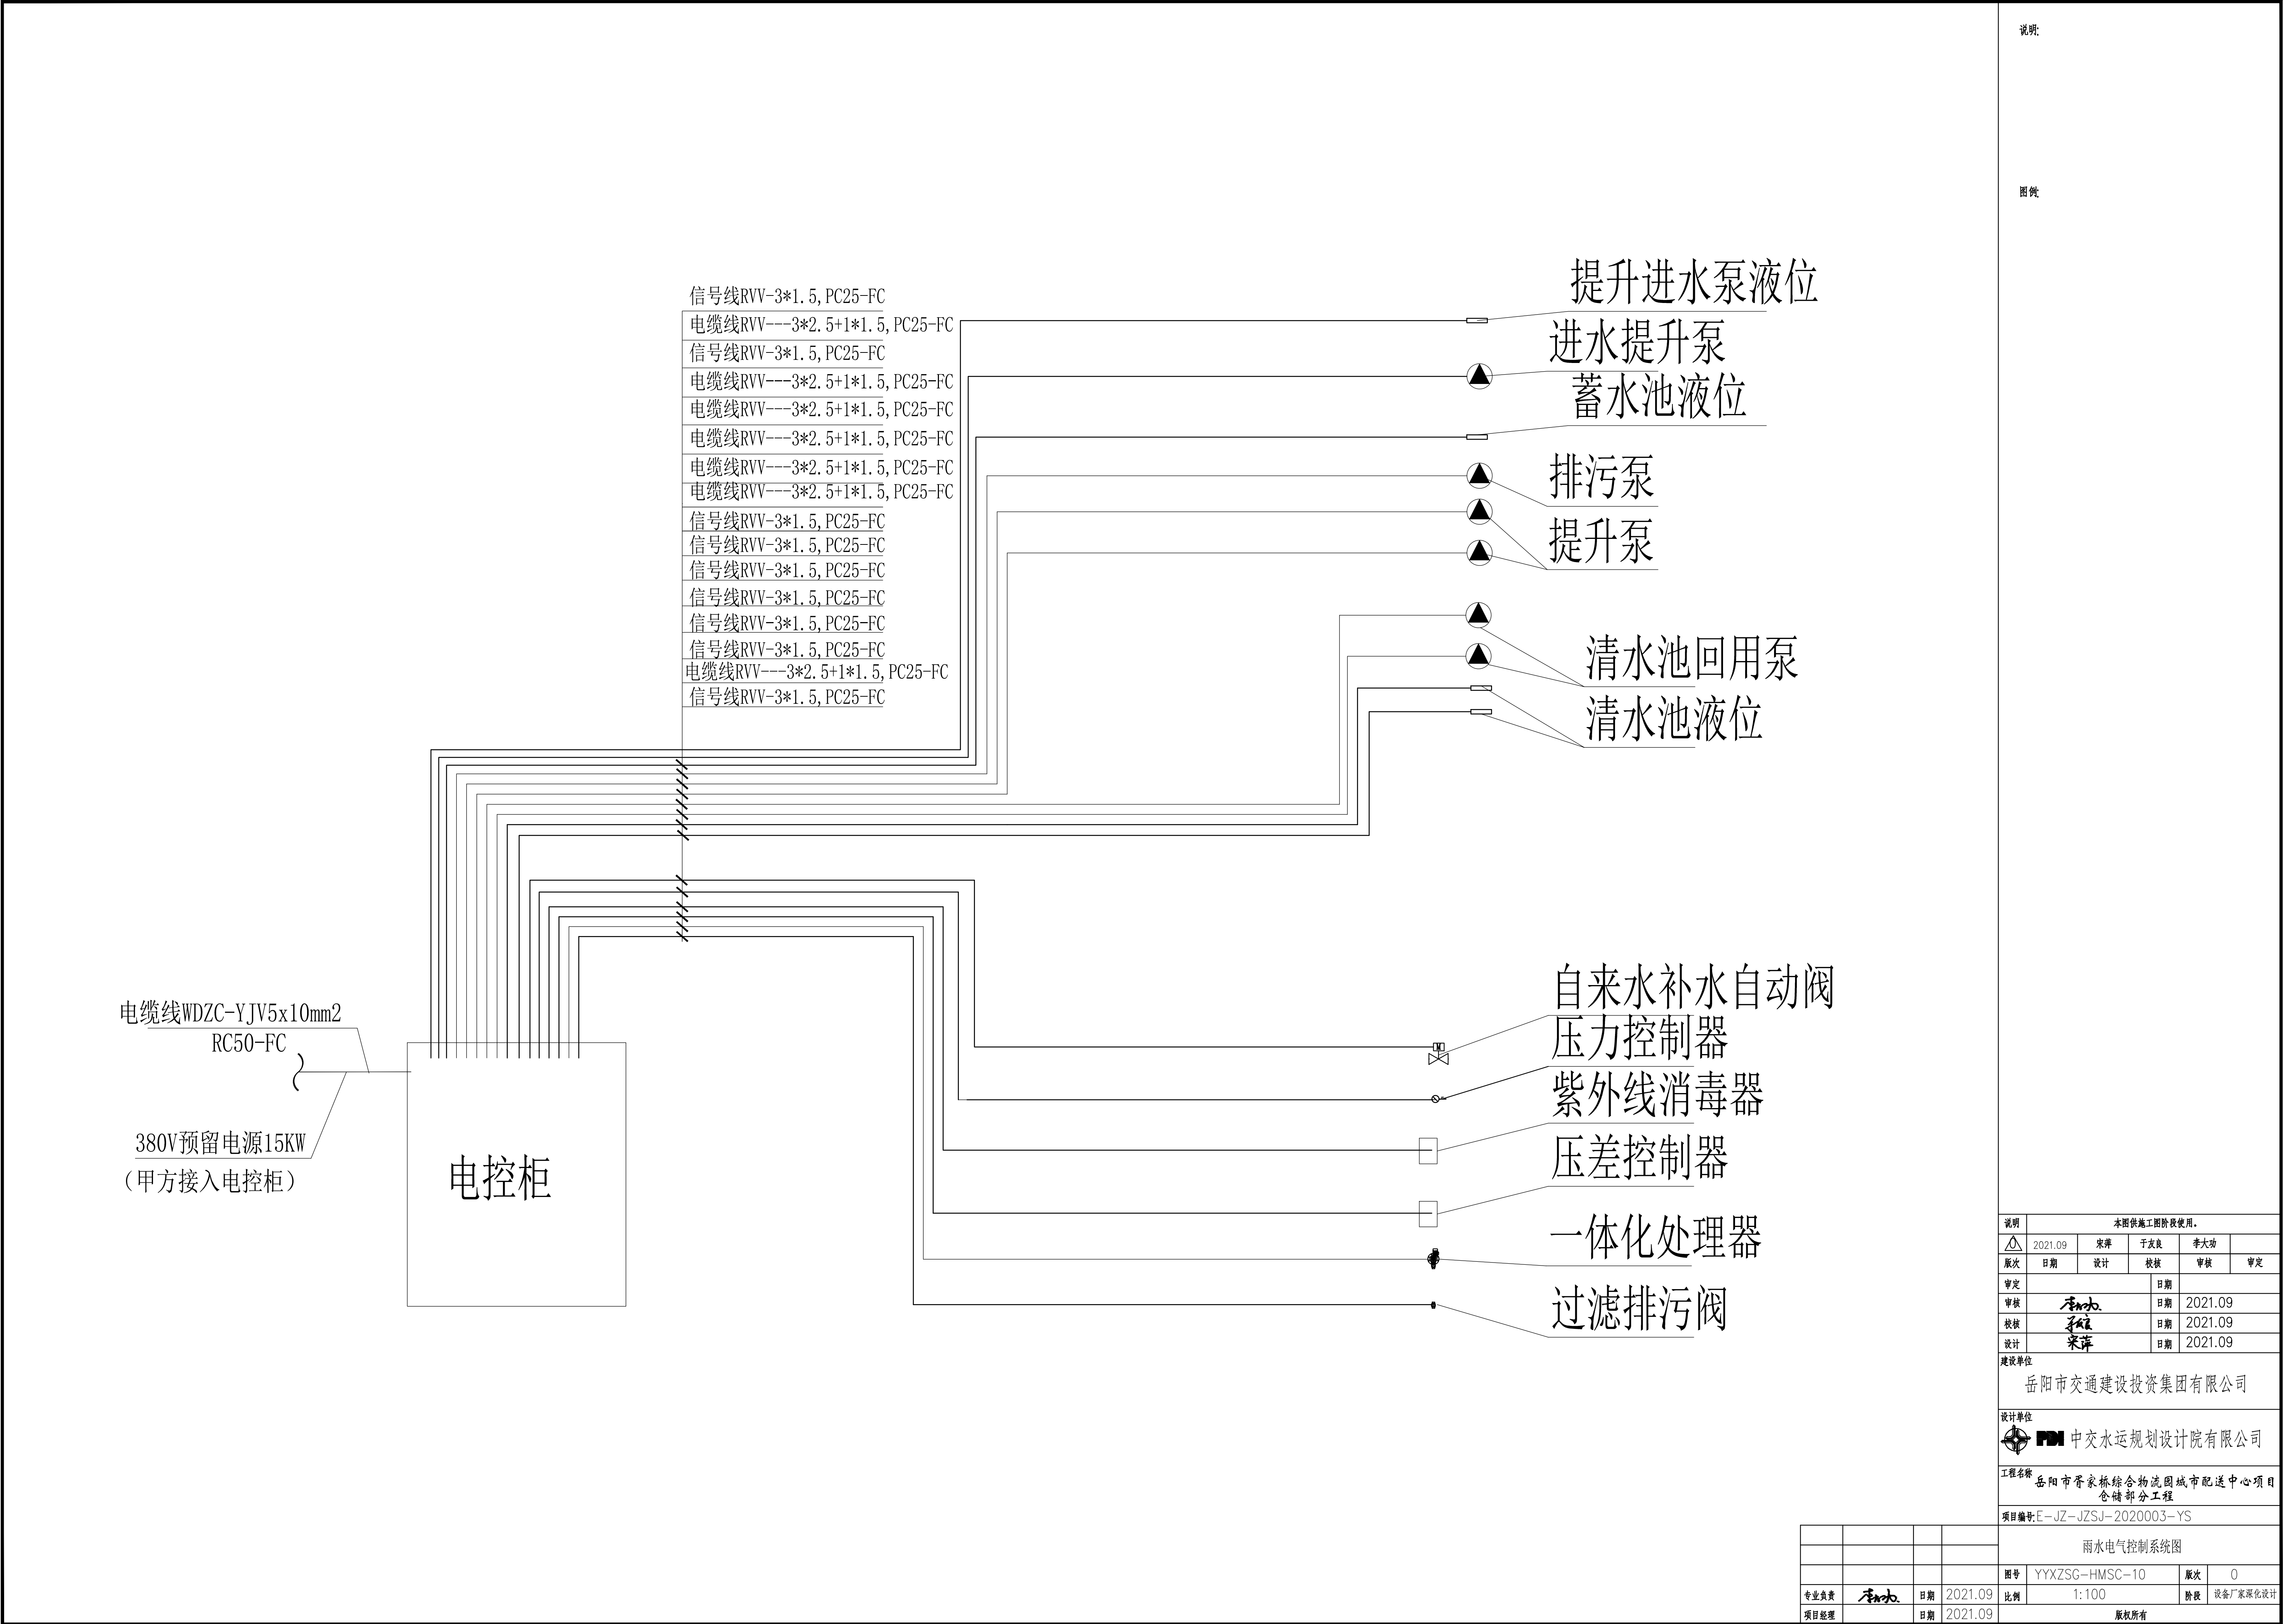 说明:
图例:
信号线RVV-3*1.5,PC25-FC
电缆线RVV---3*2.5+1*1.5,PC25-FC
信号线RVV-3*1.5,PC25-FC
电缆线RVV---3*2.5+1*1.5,PC25-FC
电缆线RVV---3*2.5+1*1.5,PC25-FC
电缆线RVV---3*2.5+1*1.5,PC25-FC
电缆线RVV---3*2.5+1*1.5,PC25-FC
电缆线RVV---3*2.5+1*1.5,PC25-FC
信号线RVV-3*1.5,PC25-FC
信号线RVV-3*1.5,PC25-FC
信号线RVV-3*1.5,PC25-FC
信号线RVV-3*1.5,PC25-FC
信号线RVV-3*1.5,PC25-FC
信号线RVV-3*1.5,PC25-FC
电缆线RVV---3*2.5+1*1.5,PC25-FC
信号线RVV-3*1.5,PC25-FC
提升进水泵液位
进水提升泵
蓄水池液位
排污泵
提升泵
清水池回用泵
清水池液位
自来水补水自动阀
压力控制器
紫外线消毒器
压差控制器
一体化处理器
过滤排污阀
M
电缆线WDZC-YJV5x10mm2
RC50-FC
380V预留电源15KW
(甲方接入电控柜)
电控柜
说明 本图供施工图阶段使用。
0 2021.09 宋萍 于友良 李大功
版次 日期 设计 校核 审核 审定
审定 日期
审核 日期 2021.09
校核 日期 2021.09
设计 宋萍 日期 2021.09
建设单位
岳阳市交通建设投资集团有限公司
设计单位
PDI 中交水运规划设计院有限公司
工程名称 岳阳市胥家桥综合物流园城市配送中心项目
仓储部分工程
项目编号:E-JZ-JZSJ-2020003-YS
雨水电气控制系统图
图号 YYXZSG-HMSC-10 版次 0
专业负责 日期 2021.09 比例 1:100 阶段 设备厂家深化设计
项目经理 日期 2021.09 版权所有